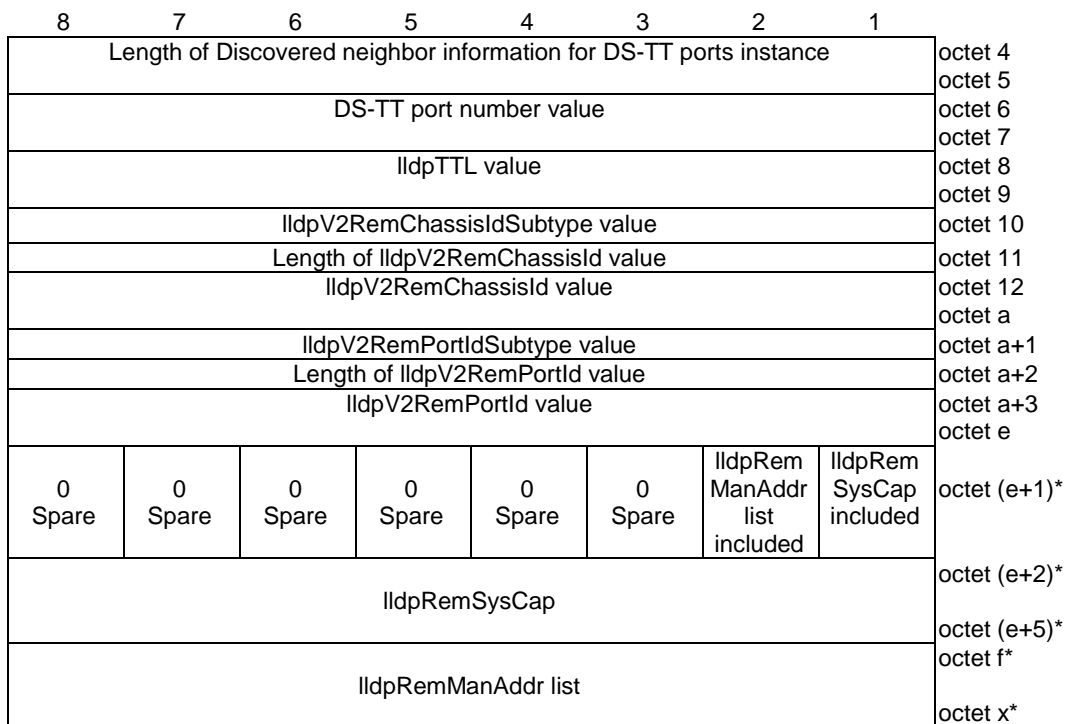 8 7 6 5 4 3 2 1
Length of Discovered neighbor information for DS-TT ports instance octet 4
octet 5
DS-TT port number value octet 6
octet 7
lldpTTL value octet 8
octet 9
lldpV2RemChassisIdSubtype value octet 10
Length of lldpV2RemChassisId value octet 11
lldpV2RemChassisId value octet 12
octet a
lldpV2RemPortIdSubtype value octet a+1
Length of lldpV2RemPortId value octet a+2
lldpV2RemPortId value octet a+3
octet e
0 Spare
0 Spare
0 Spare
0 Spare
0 Spare
0 Spare
lldpRem
ManAddr
list
included
lldpRem
SysCap
included
octet (e+1)*
octet (e+2)*
lldpRemSysCap
octet (e+5)*
octet f*
lldpRemManAddr list
octet x*